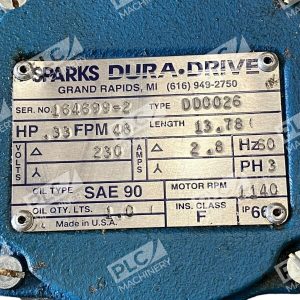 SPARKS DURA-DRIVE
GRAND RAPIDS, MI (616) 949-2750
SER. NO. 164699-2 TYPE DD0026
HP .33 FPM 46 LENGTH 13.78
VOLTS 230 AMPS 2.8 Hz 60
PH 3
OIL TYPE SAE 90 MOTOR RPM 1140
OIL QTY. LTS. 1.0 INS. CLASS F IP 66
Made in U.S.A.
PLC MACHINERY